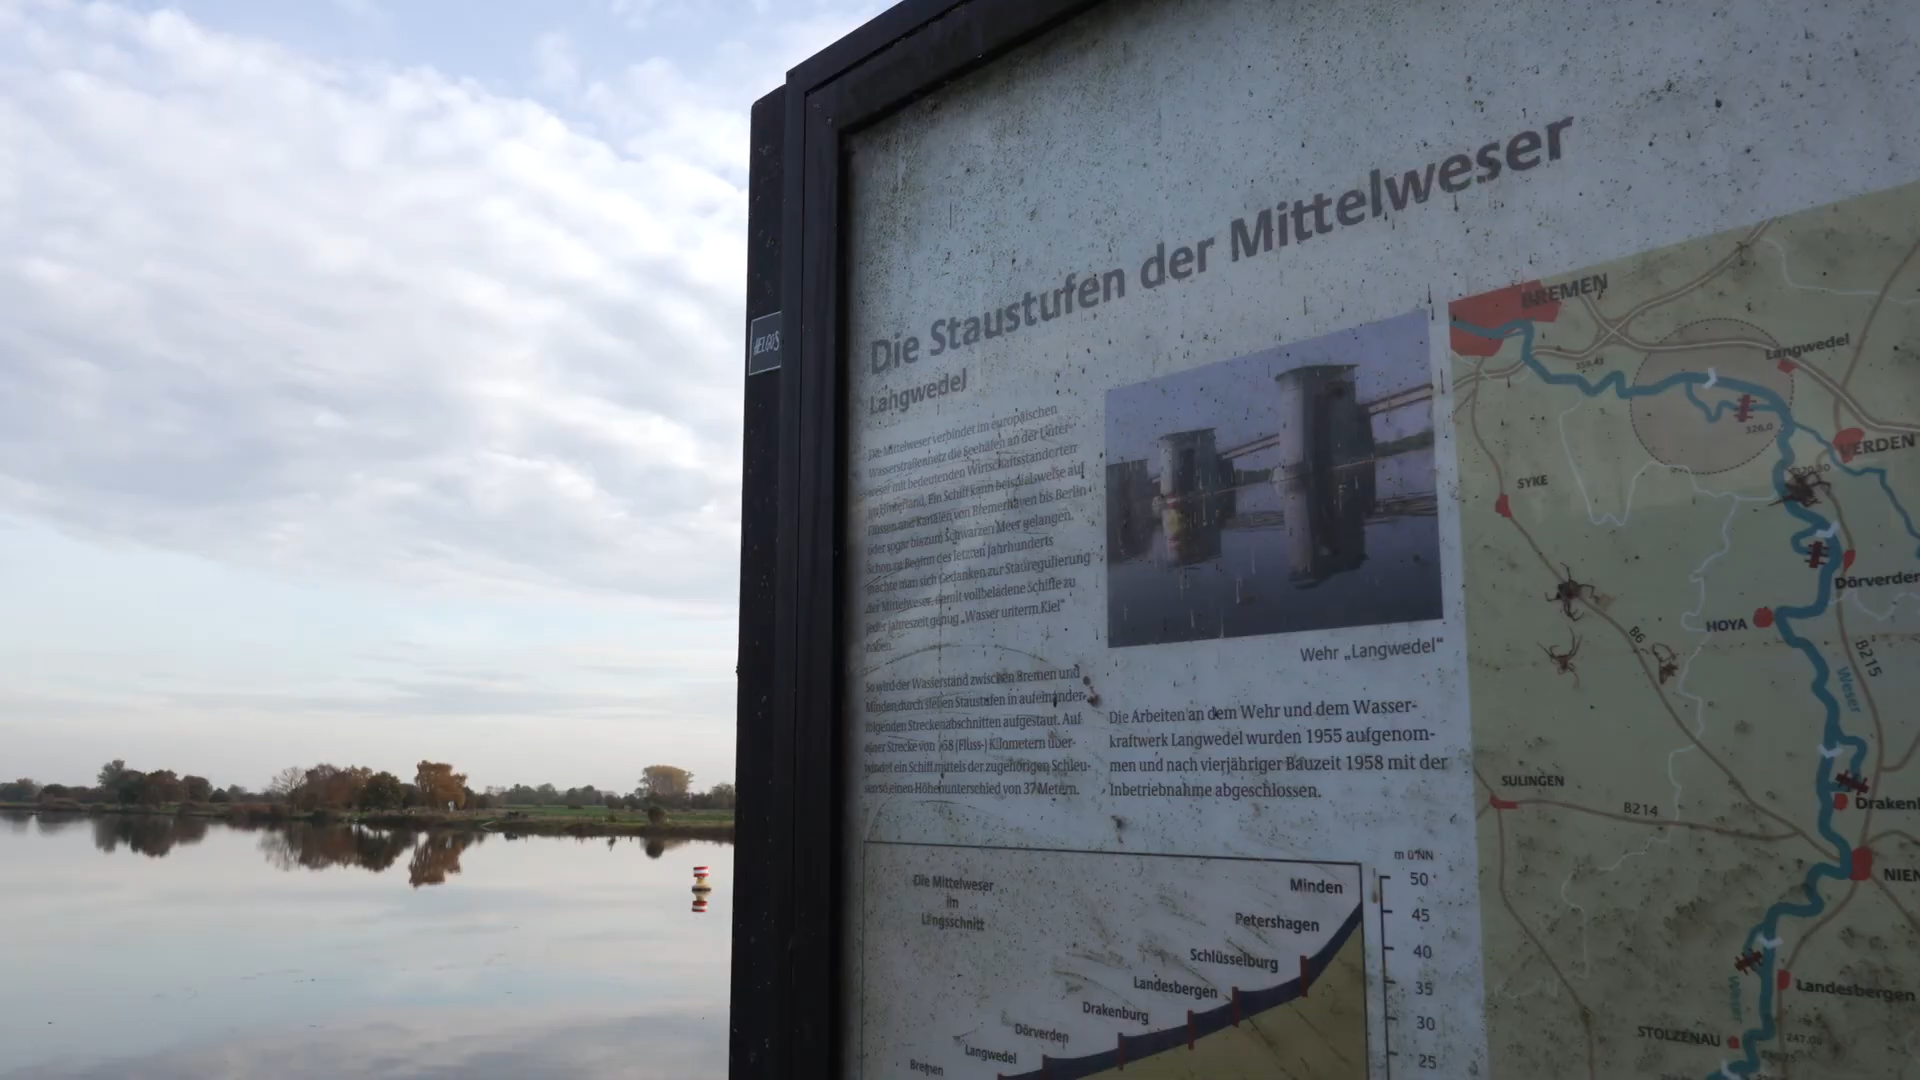 HELGO'S
Die Staustufen der Mittelweser
Langwedel
Die Mittelweser verbindet im europäischen
Wasserstraßennetz die Seehäfen an der Unter-
weser mit bedeutenden Wirtschaftsstandorten
im Hinterland. Ein Schiff kann beispielsweise auf
Flüssen und Kanälen von Bremerhaven bis Berlin
oder sogar bis zum Schwarzen Meer gelangen.
Schon zu Beginn des letzten Jahrhunderts
machte man sich Gedanken zur Stauregulierung
der Mittelweser, damit vollbeladene Schiffe zu
jeder Jahreszeit genug „Wasser unterm Kiel“
haben.
So wird der Wasserstand zwischen Bremen und
Minden durch sieben Staustufen in aufeinander-
folgenden Streckenabschnitten aufgestaut. Auf
einer Strecke von 168 (Fluss-) Kilometern über-
windet ein Schiff mittels der zugehörigen Schleu-
sen so einen Höhenunterschied von 37 Metern.
Wehr „Langwedel“
Die Arbeiten an dem Wehr und dem Wasser-
kraftwerk Langwedel wurden 1955 aufgenom-
men und nach vierjähriger Bauzeit 1958 mit der
Inbetriebnahme abgeschlossen.
Die Mittelweser
im
Längsschnitt
Minden
Petershagen
Schlüsselburg
Landesbergen
Drakenburg
Dörverden
Langwedel
Bremen
m ü NN
50
45
40
35
30
25
BREMEN
Langwedel
326,0
VERDEN
SYKE
Dörverden
HOYA
B6
B215
Weser
SULINGEN
B214
Drakenb
NIEN
Landesbergen
Weser
STOLZENAU